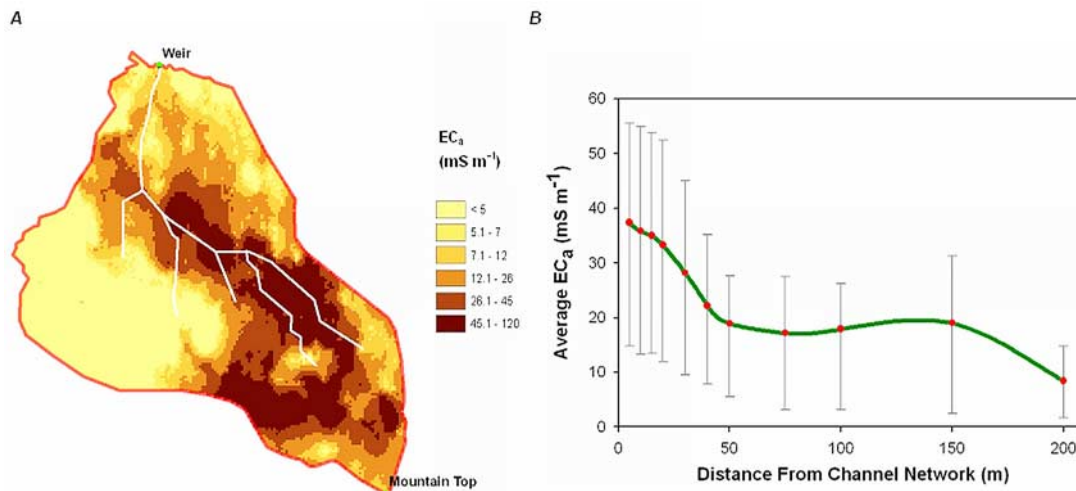 A
Weir
ECa
(mS m⁻¹)
< 5
5.1 - 7
7.1 - 12
12.1 - 26
26.1 - 45
45.1 - 120
Mountain Top
B
Average ECa (mS m⁻¹)
60
50
40
30
20
10
0
0 50 100 150 200
Distance From Channel Network (m)